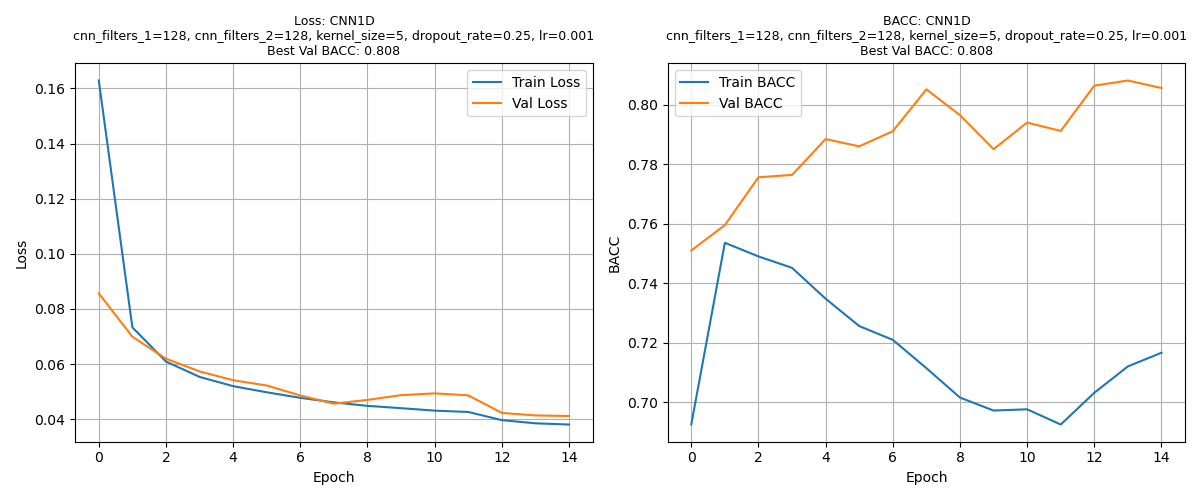 Loss: CNN1D
cnn_filters_1=128, cnn_filters_2=128, kernel_size=5, dropout_rate=0.25, lr=0.001
Best Val BACC: 0.808
Train Loss
Val Loss
0.16
0.14
0.12
0.10
0.08
0.06
0.04
Loss
0 2 4 6 8 10 12 14
Epoch
BACC: CNN1D
cnn_filters_1=128, cnn_filters_2=128, kernel_size=5, dropout_rate=0.25, lr=0.001
Best Val BACC: 0.808
Train BACC
Val BACC
0.80
0.78
0.76
0.74
0.72
0.70
BACC
0 2 4 6 8 10 12 14
Epoch